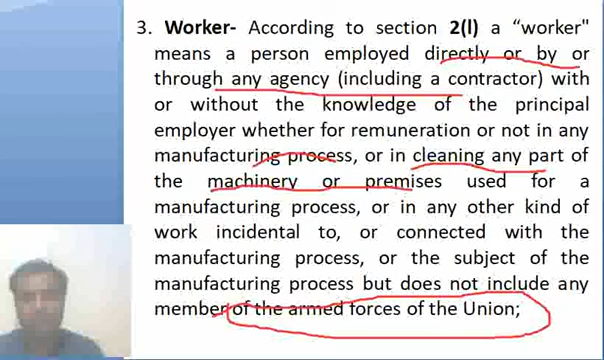 3. Worker- According to section 2(l) a “worker"
means a person employed directly or by or
through any agency (including a contractor) with
or without the knowledge of the principal
employer whether for remuneration or not in any
manufacturing process, or in cleaning any part of
the machinery or premises used for a
manufacturing process, or in any other kind of
work incidental to, or connected with the
manufacturing process, or the subject of the
manufacturing process but does not include any
member of the armed forces of the Union;